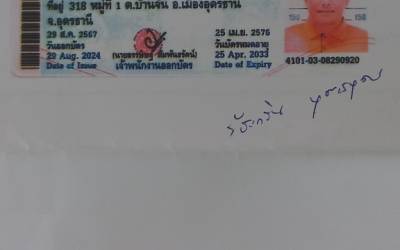 ที่อยู่ 318 หมู่ที่ 1 ต.บ้านจั่น อ.เมืองอุดรธานี
จ.อุดรธานี
29 ส.ค. 2567
วันออกบัตร
29 Aug. 2024
Date of Issue
เจ้าพนักงานออกบัตร
25 เม.ย. 2576
วันบัตรหมดอายุ
25 Apr. 2033
Date of Expiry
150
4101-03-08290920